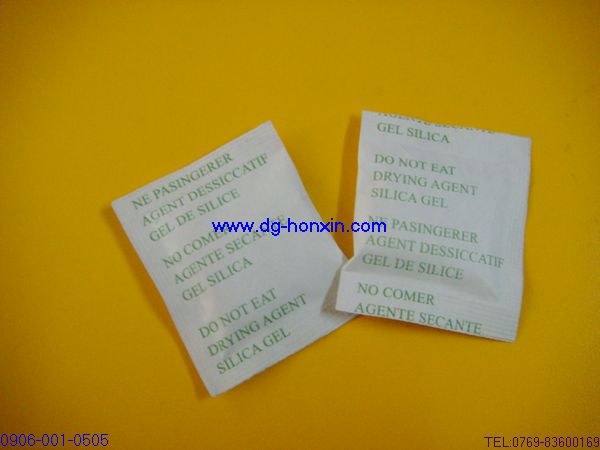 NE PASINGERER
AGENT DESSICCATIF
GEL DE SILICE
NO COMER
AGENTE SECANTE
GEL SILICA
DO NOT EAT
DRYING AGENT
SILICA GEL
AGENTE SECANTE
GEL SILICA
DO NOT EAT
DRYING AGENT
SILICA GEL
NE PASINGERER
AGENT DESSICCATIF
GEL DE SILICE
NO COMER
AGENTE SECANTE
www.dg-honxin.com
0906-001-0505
TEL:0769-83600169